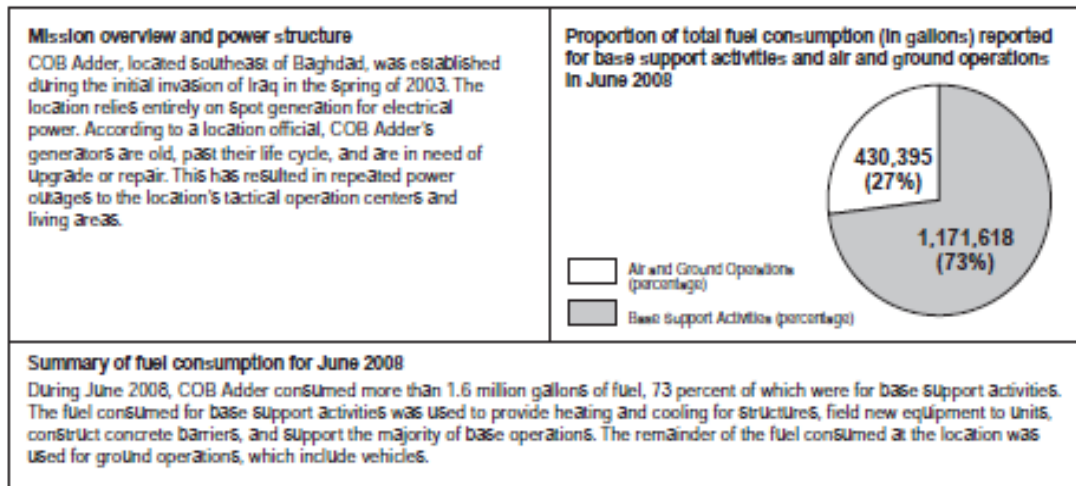 Mission overview and power structure
COB Adder, located southeast of Baghdad, was established
during the initial invasion of Iraq in the spring of 2003. The
location relies entirely on spot generation for electrical
power. According to a location official, COB Adder's
generators are old, past their life cycle, and are in need of
upgrade or repair. This has resulted in repeated power
outages to the location's tactical operation centers and
living areas.
Proportion of total fuel consumption (in gallons) reported
for base support activities and air and ground operations
in June 2008
430,395
(27%)
1,171,618
(73%)
Air and Ground Operations
(percentage)
Base Support Activities (percentage)
Summary of fuel consumption for June 2008
During June 2008, COB Adder consumed more than 1.6 million gallons of fuel, 73 percent of which were for base support activities.
The fuel consumed for base support activities was used to provide heating and cooling for structures, field new equipment to units,
construct concrete barriers, and support the majority of base operations. The remainder of the fuel consumed at the location was
used for ground operations, which include vehicles.